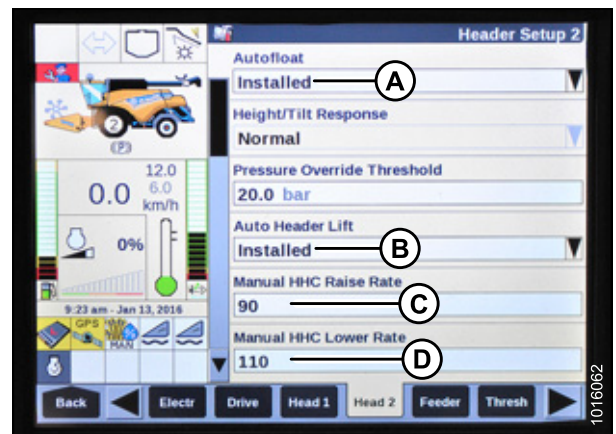 Header Setup 2
Autofloat
Installed
A
Height/Tilt Response
Normal
Pressure Override Threshold
20.0 bar
Auto Header Lift
Installed
B
Manual HHC Raise Rate
90
C
Manual HHC Lower Rate
110
D
2
(P)
12.0
0.0
6.0
km/h
0%
9:23 am - Jan 13, 2016
GPS
MAN
Back
Electr
Drive
Head 1
Head 2
Feeder
Thresh
1016062